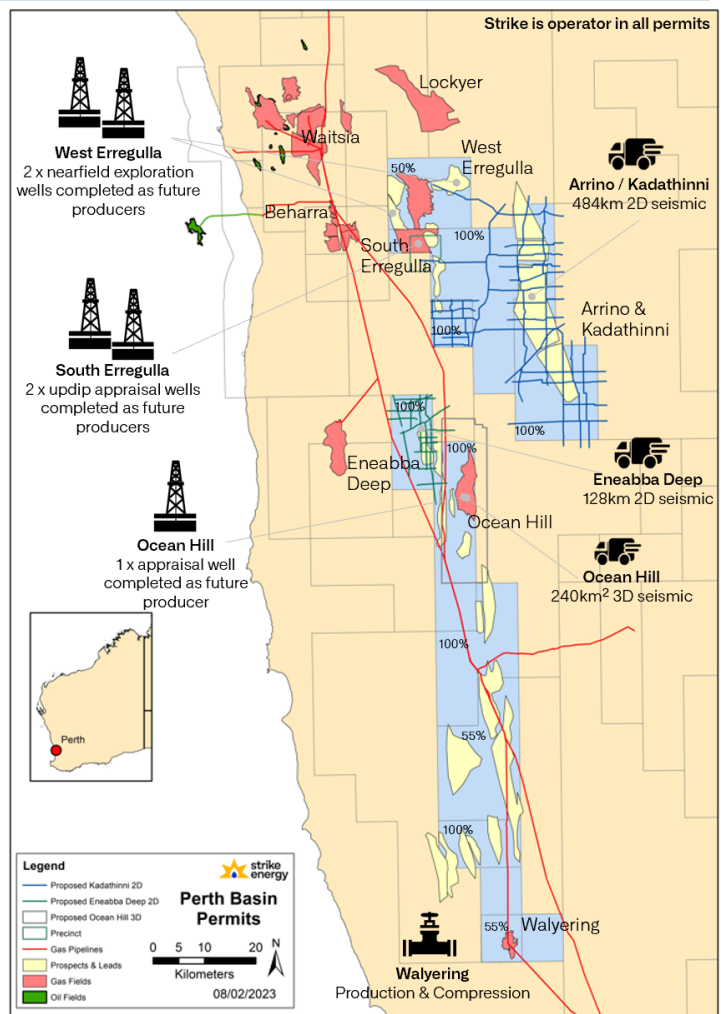 Strike is operator in all permits
Lockyer
Waitsia
West Erregulla
2 x nearfield exploration
wells completed as future
producers
West
Erregulla
50%
Arrino / Kadathinni
484km 2D seismic
Beharra
100%
South
Erregulla
Arrino &
Kadathinni
100%
South Erregulla
2 x updip appraisal wells
completed as future
producers
100%
100%
100%
Eneabba
Deep
Eneabba Deep
128km 2D seismic
Ocean Hill
Ocean Hill
1 x appraisal well
completed as future
producer
Ocean Hill
240km² 3D seismic
100%
Perth
55%
100%
55%
Walyering
Walyering
Production & Compression
Legend
Proposed Kadathinni 2D
Proposed Eneabba Deep 2D
Proposed Ocean Hill 3D
Precinct
Gas Pipelines
Prospects & Leads
Gas Fields
Oil Fields
strike
energy
Perth Basin
Permits
0 5 10 20
Kilometers
N
08/02/2023